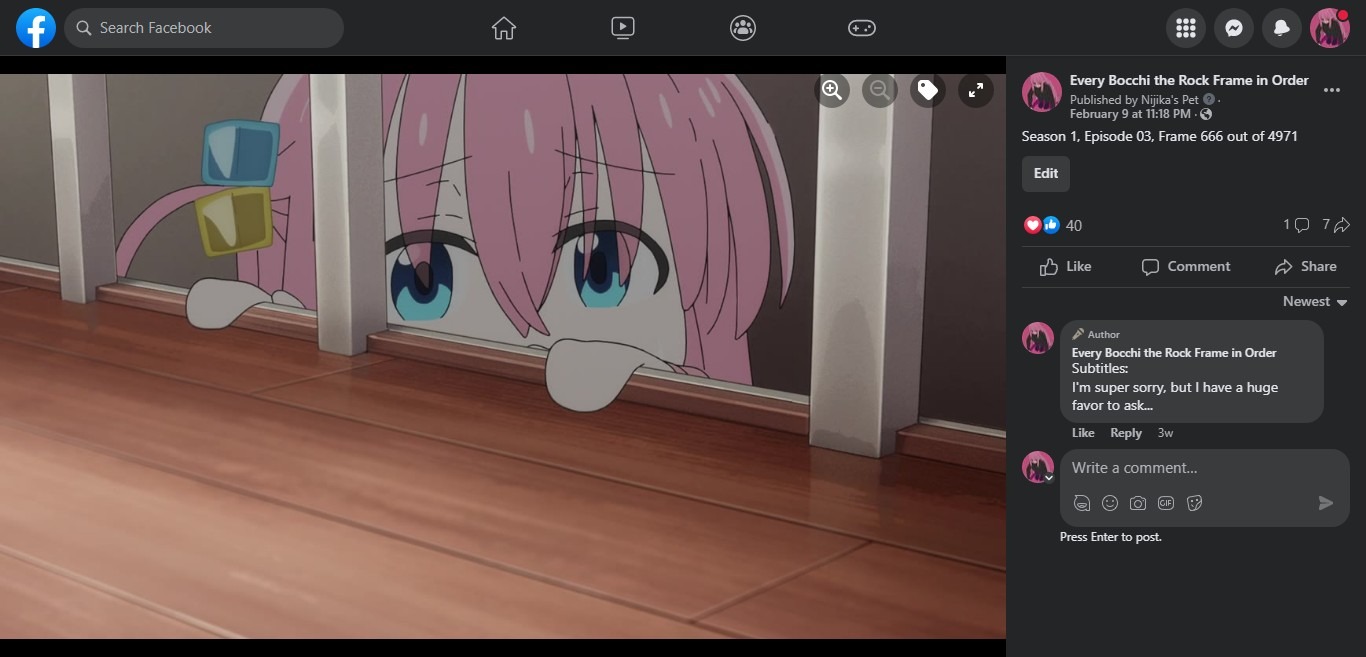 Search Facebook
Every Bocchi the Rock Frame in Order
Published by Nijika's Pet ·
February 9 at 11:18 PM ·
Season 1, Episode 03, Frame 666 out of 4971
Edit
40
1
7
Like
Comment
Share
Newest
Author
Every Bocchi the Rock Frame in Order
Subtitles:
I'm super sorry, but I have a huge
favor to ask...
Like Reply 3w
Write a comment...
GIF
Press Enter to post.